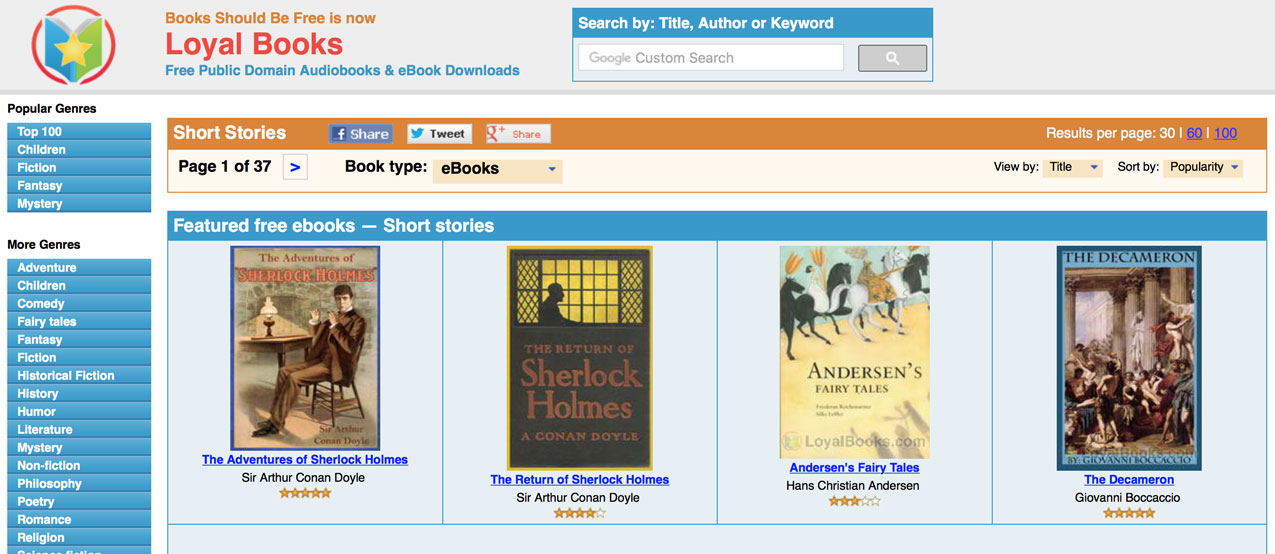 Books Should Be Free is now
Loyal Books
Free Public Domain Audiobooks & eBook Downloads
Search by: Title, Author or Keyword
Google Custom Search
Popular Genres
Top 100
Children
Fiction
Fantasy
Mystery
More Genres
Adventure
Children
Comedy
Fairy tales
Fantasy
Fiction
Historical Fiction
History
Humor
Literature
Mystery
Non-fiction
Philosophy
Poetry
Romance
Religion
Science fiction
Short Stories
f Share
Tweet
g+ Share
Results per page: 30 | 60 | 100
Page 1 of 37 >
Book type: eBooks
View by: Title
Sort by: Popularity
Featured free ebooks — Short stories
The Adventures of
SHERLOCK HOLMES
Sir Arthur
Conan Doyle
The Adventures of Sherlock Holmes
Sir Arthur Conan Doyle
THE RETURN OF
Sherlock
Holmes
A CONAN DOYLE
The Return of Sherlock Holmes
Sir Arthur Conan Doyle
ANDERSEN'S
FAIRY TALES
LoyalBooks.com
Andersen's Fairy Tales
Hans Christian Andersen
THE DECAMERON
BY: GIOVANNI BOCCACCIO
The Decameron
Giovanni Boccaccio